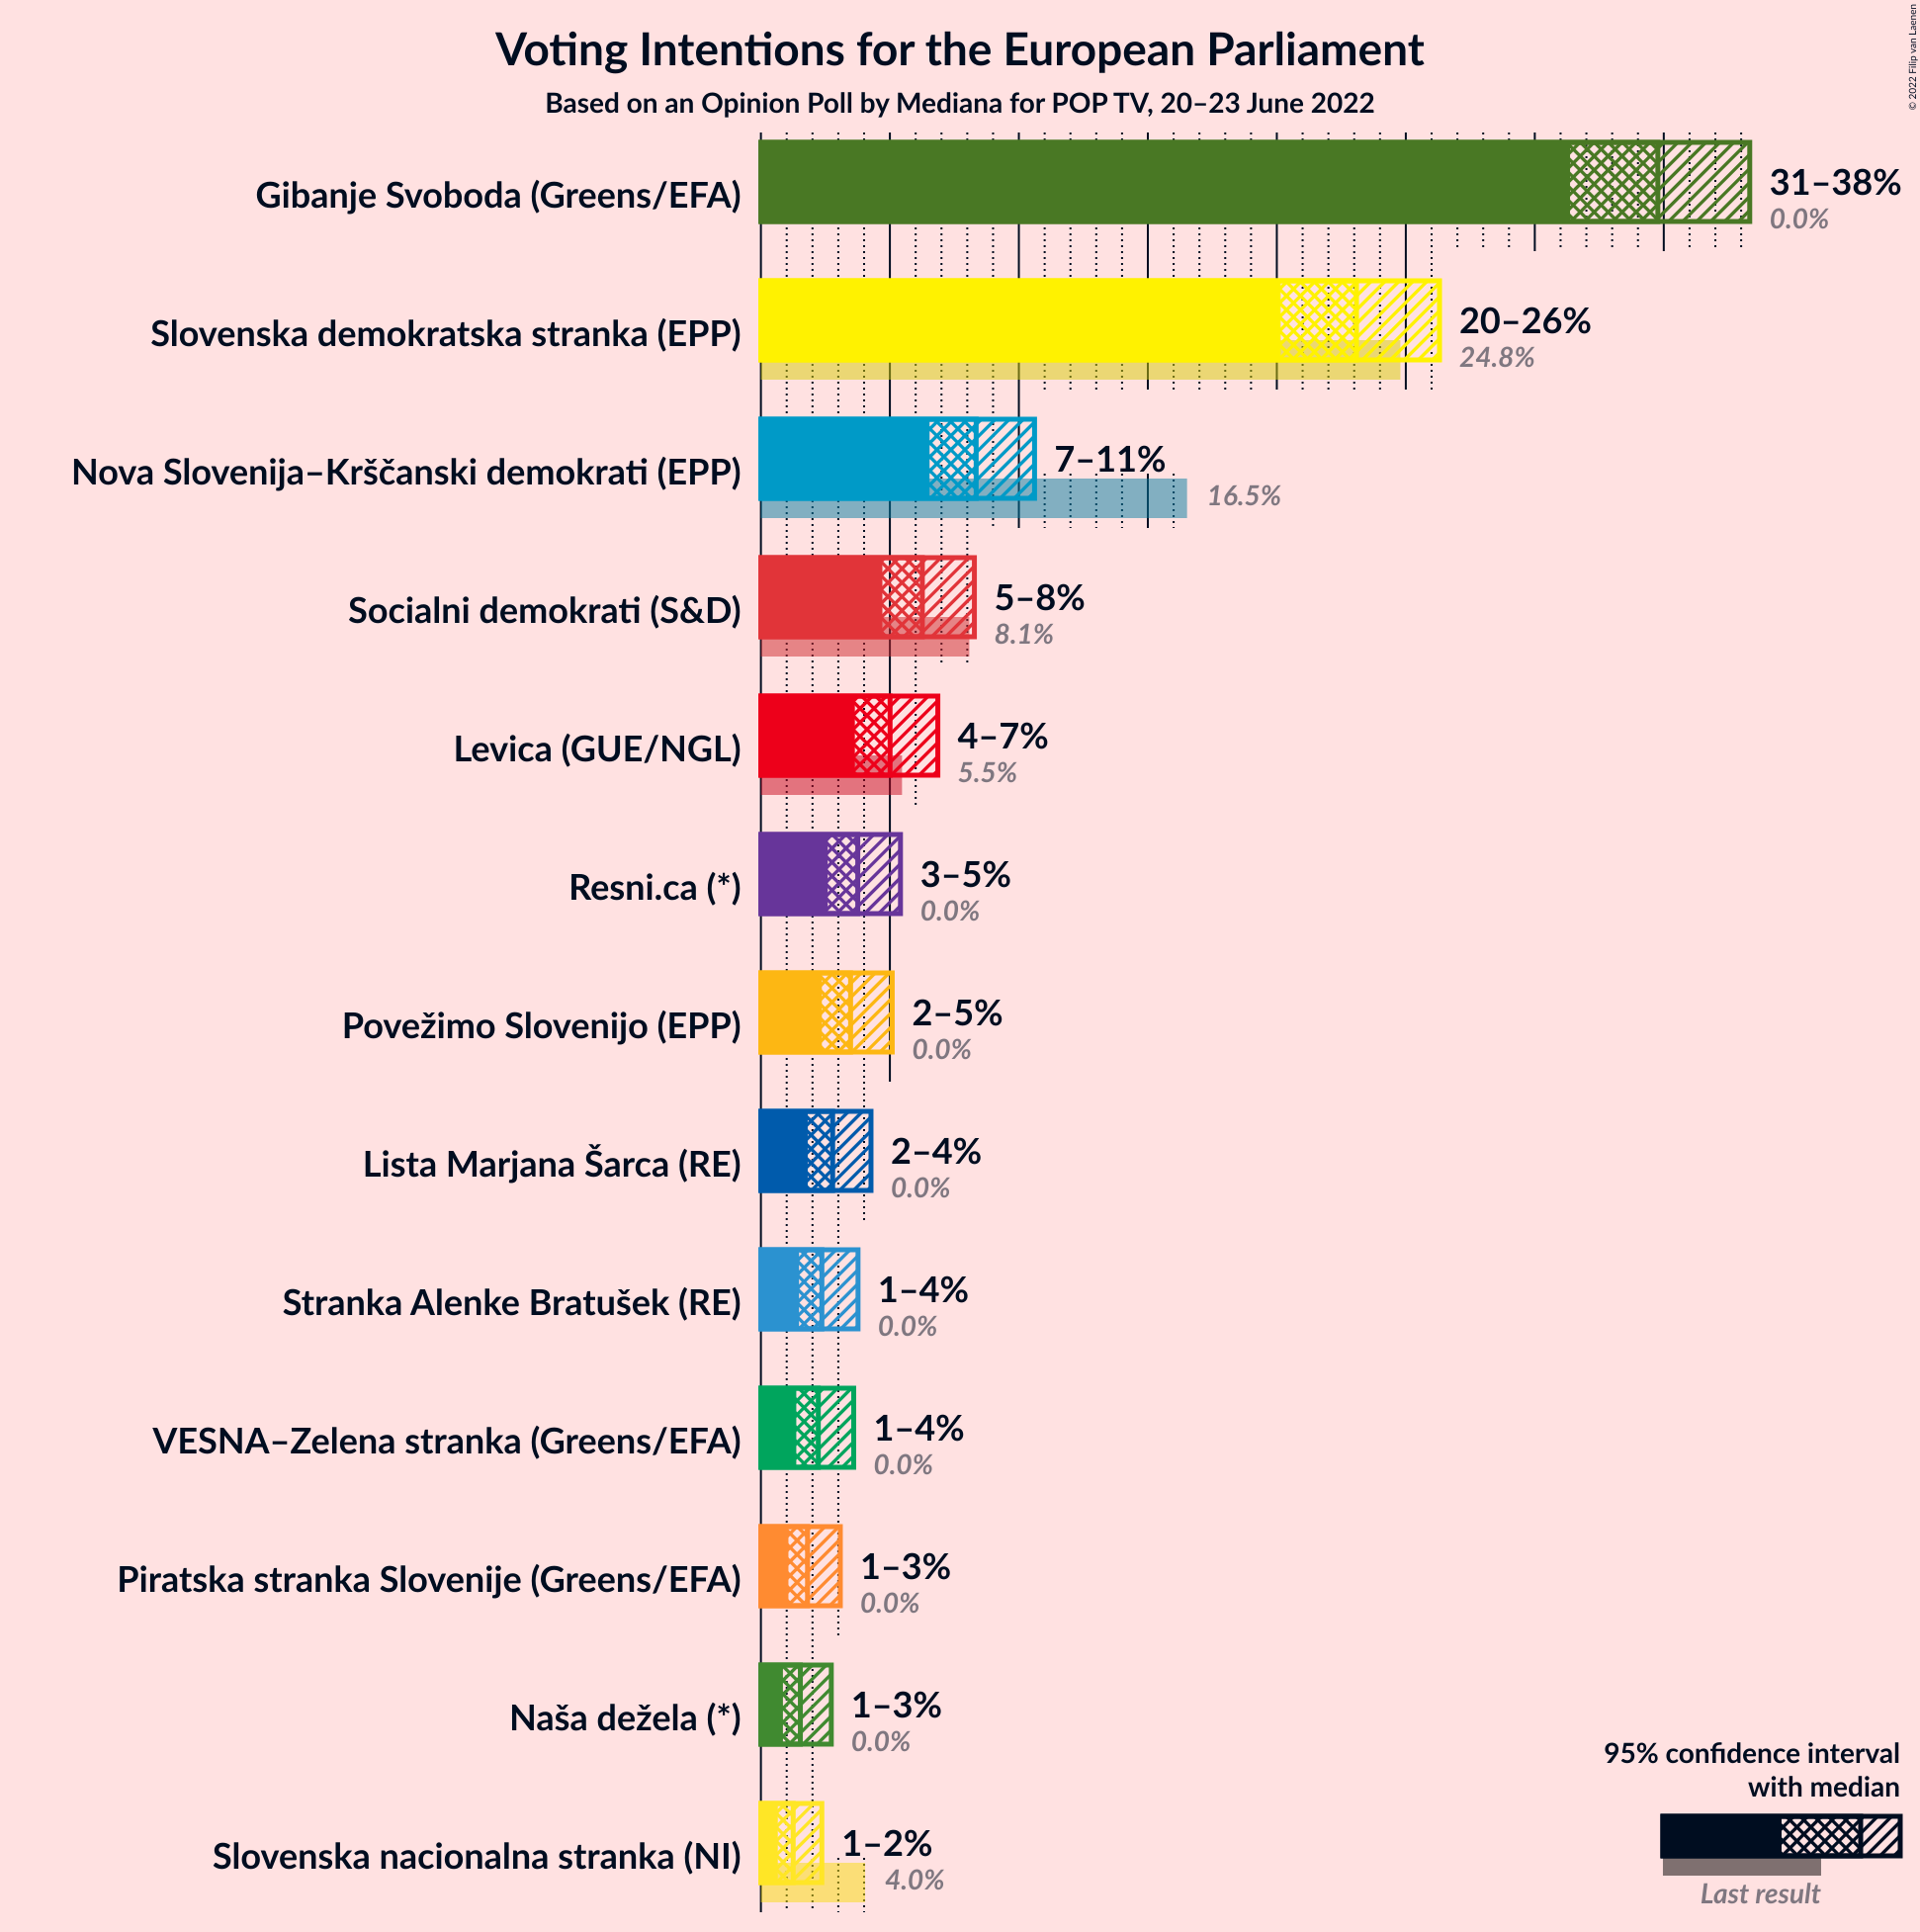 Voting Intentions for the European Parliament
Based on an Opinion Poll by Mediana for POP TV, 20–23 June 2022
© 2022 Filip van Laenen
Gibanje Svoboda (Greens/EFA)
31–38%
0.0%
Slovenska demokratska stranka (EPP)
20–26%
24.8%
Nova Slovenija–Krščanski demokrati (EPP)
7–11%
16.5%
Socialni demokrati (S&D)
5–8%
8.1%
Levica (GUE/NGL)
4–7%
5.5%
Resni.ca (*)
3–5%
0.0%
Povežimo Slovenijo (EPP)
2–5%
0.0%
Lista Marjana Šarca (RE)
2–4%
0.0%
Stranka Alenke Bratušek (RE)
1–4%
0.0%
VESNA–Zelena stranka (Greens/EFA)
1–4%
0.0%
Piratska stranka Slovenije (Greens/EFA)
1–3%
0.0%
Naša dežela (*)
1–3%
0.0%
Slovenska nacionalna stranka (NI)
1–2%
4.0%
95% confidence interval
with median
Last result